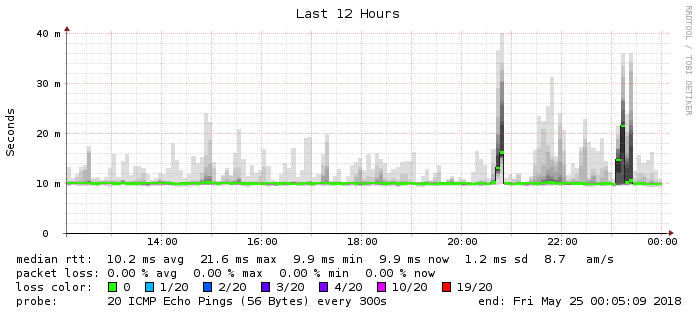 Last 12 Hours
RRDTOOL / TOBI OETIKER
Seconds
40 m
30 m
20 m
10 m
0
14:00 16:00 18:00 20:00 22:00 00:00
median rtt: 10.2 ms avg 21.6 ms max 9.9 ms min 9.9 ms now 1.2 ms sd 8.7 am/s
packet loss: 0.00 % avg 0.00 % max 0.00 % min 0.00 % now
loss color: 0 1/20 2/20 3/20 4/20 10/20 19/20
probe: 20 ICMP Echo Pings (56 Bytes) every 300s end: Fri May 25 00:05:09 2018